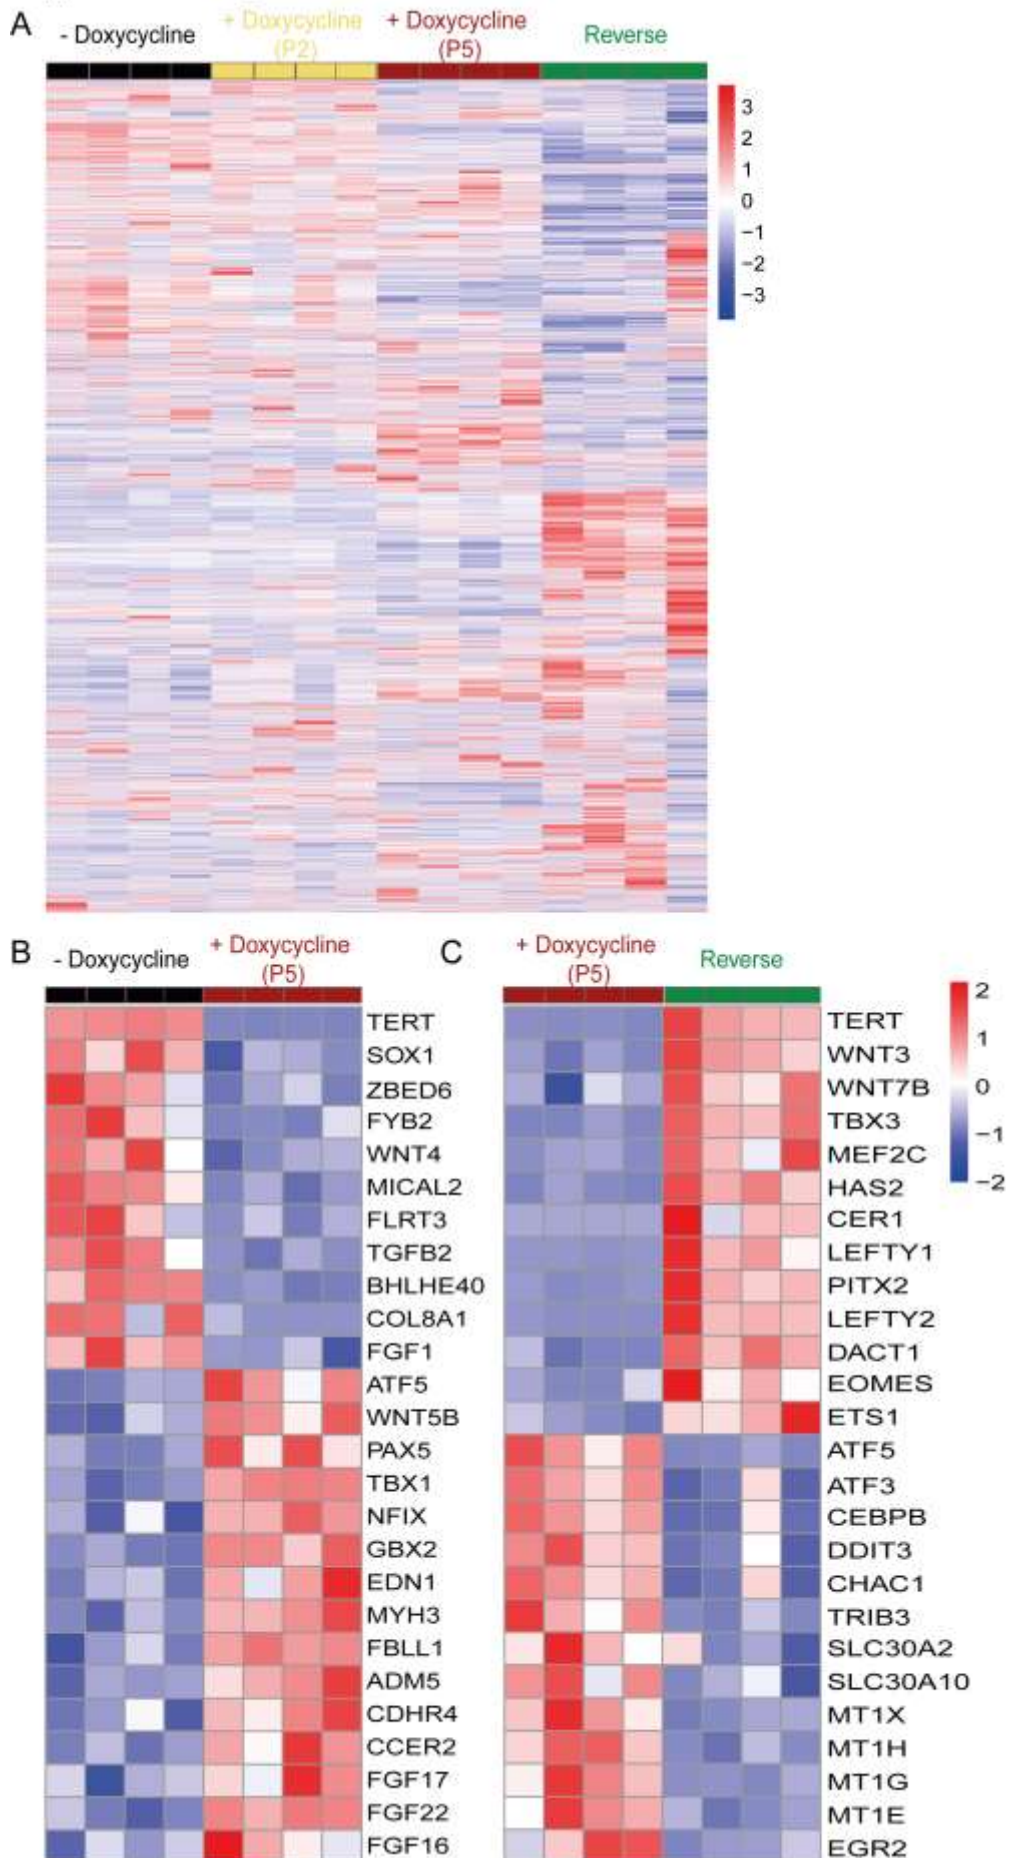 A
- Doxycycline
+ Doxycycline
(P2)
+ Doxycycline
(P5)
Reverse
3
2
1
0
−1
−2
−3
B
- Doxycycline
+ Doxycycline
(P5)
TERT
SOX1
ZBED6
FYB2
WNT4
MICAL2
FLRT3
TGFB2
BHLHE40
COL8A1
FGF1
ATF5
WNT5B
PAX5
TBX1
NFIX
GBX2
EDN1
MYH3
FBLL1
ADM5
CDHR4
CCER2
FGF17
FGF22
FGF16
C
+ Doxycycline
(P5)
Reverse
TERT
WNT3
WNT7B
TBX3
MEF2C
HAS2
CER1
LEFTY1
PITX2
LEFTY2
DACT1
EOMES
ETS1
ATF5
ATF3
CEBPB
DDIT3
CHAC1
TRIB3
SLC30A2
SLC30A10
MT1X
MT1H
MT1G
MT1E
EGR2
2
1
0
−1
−2